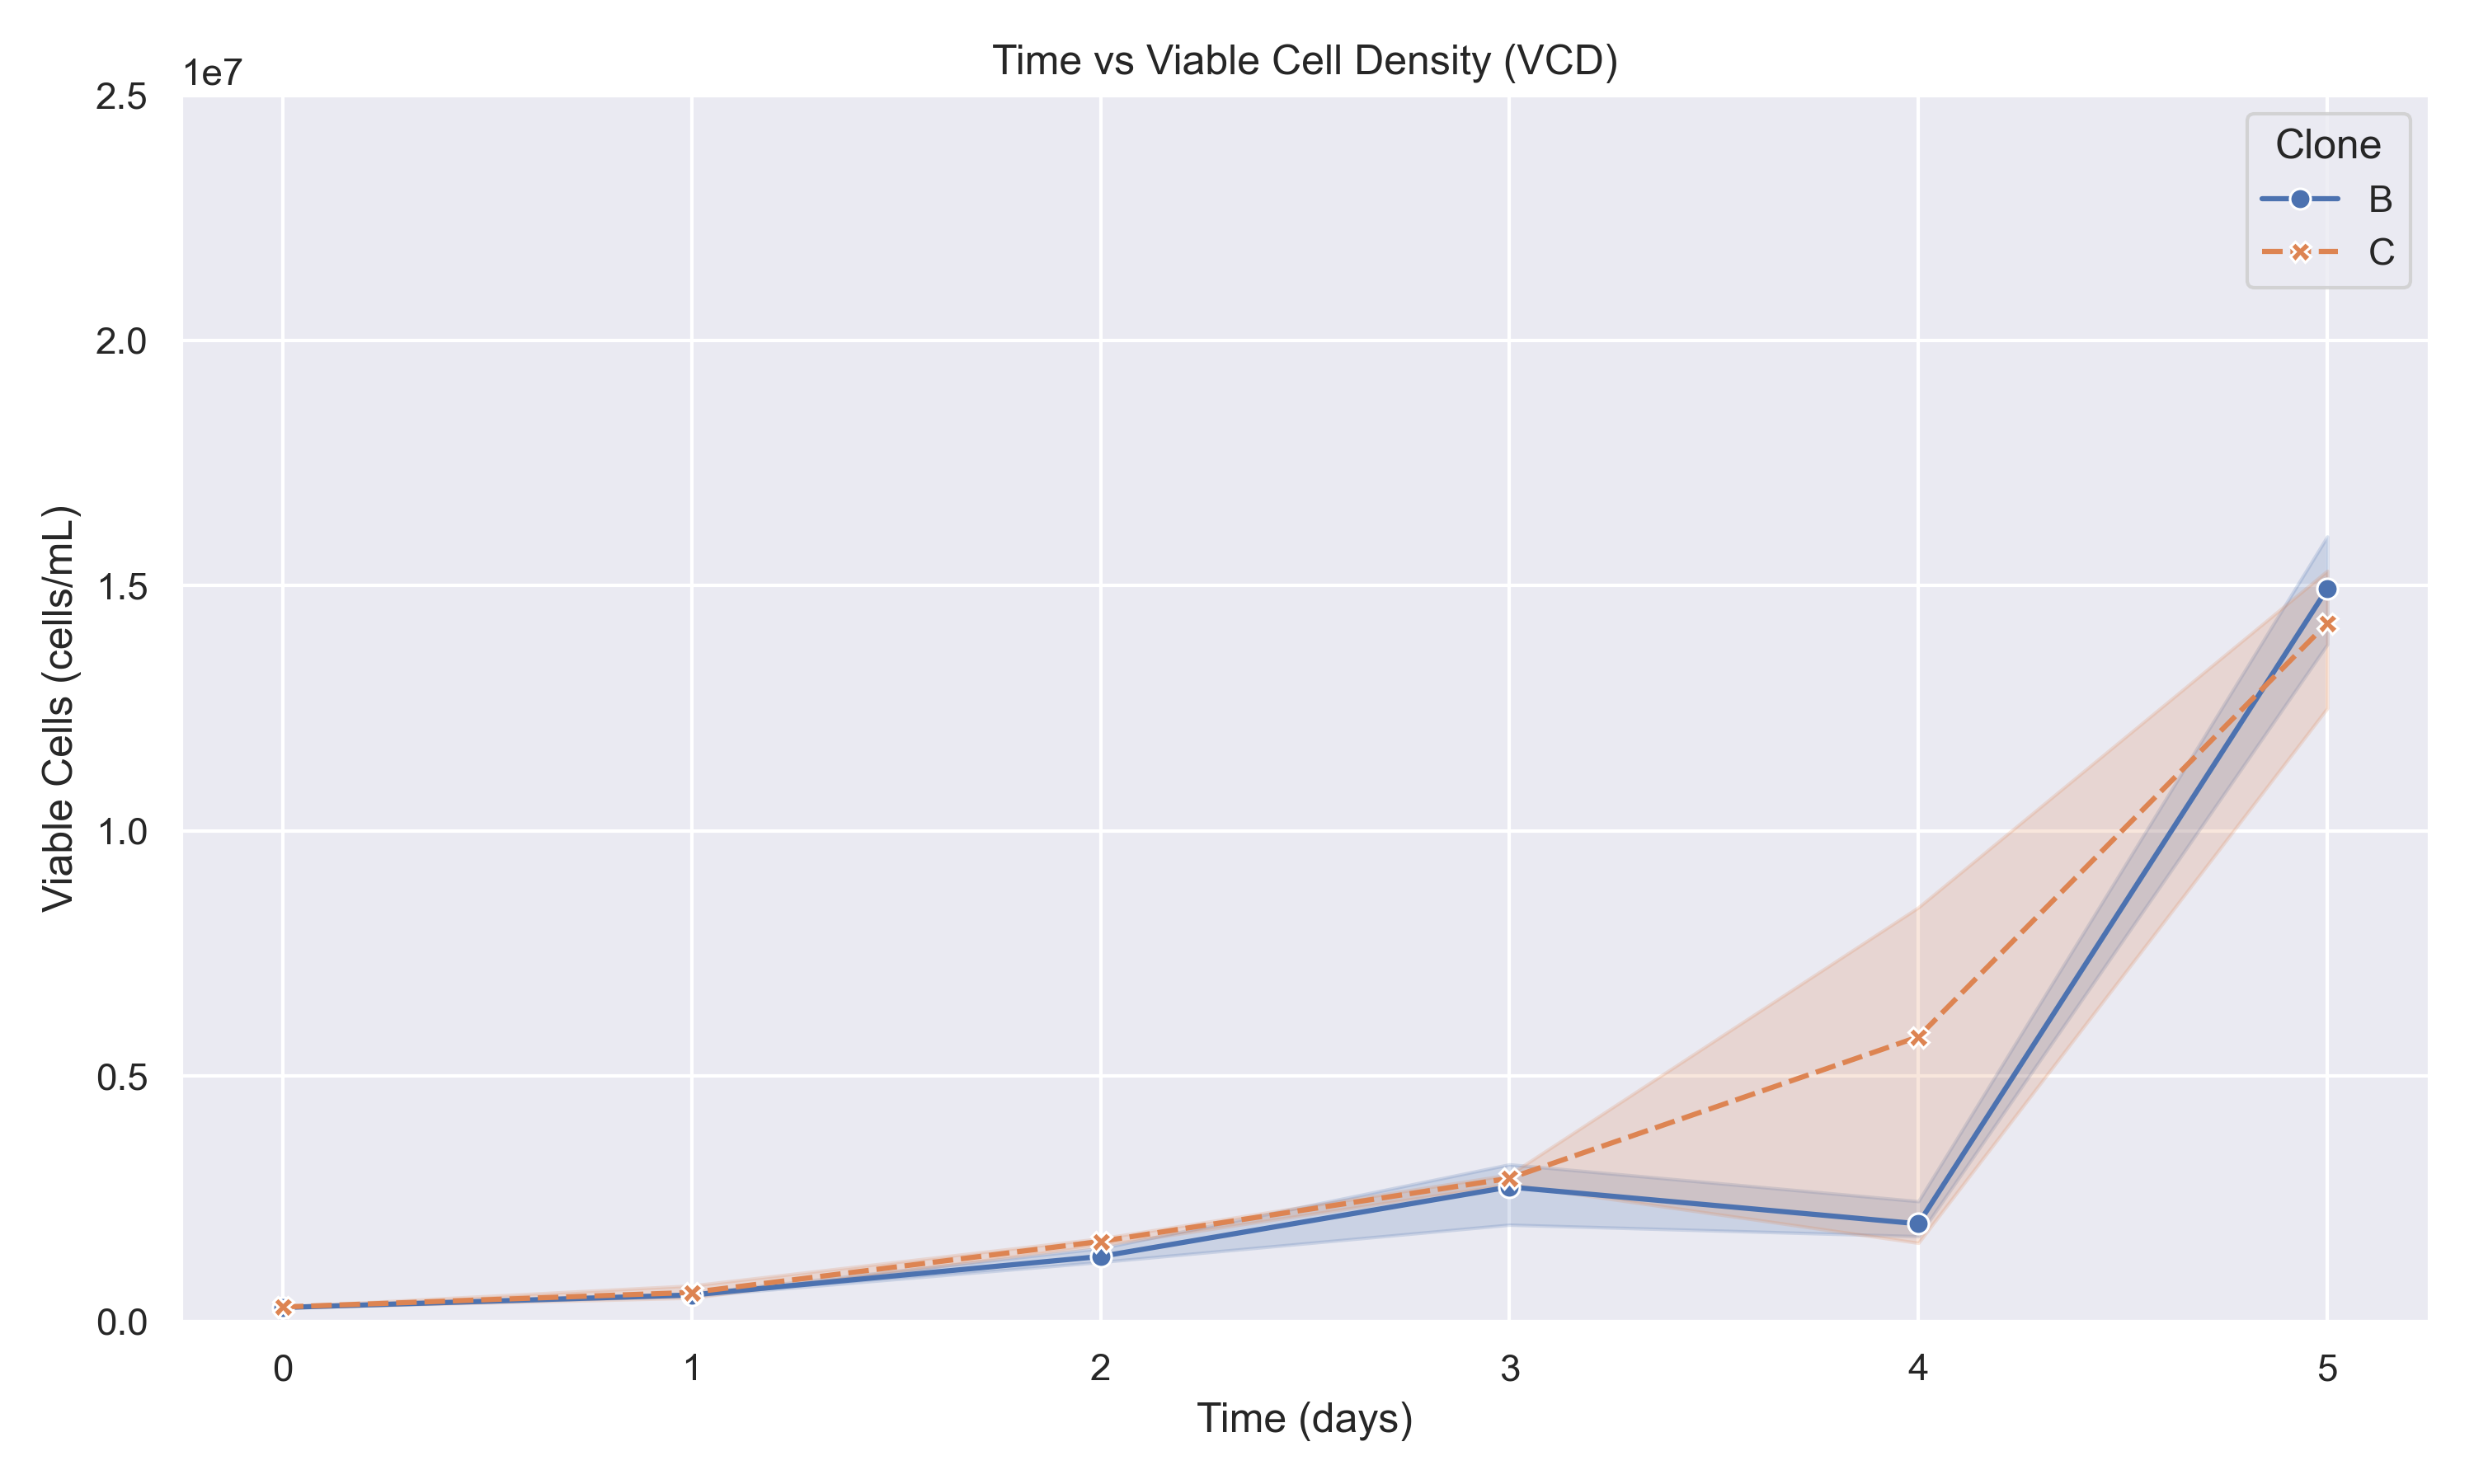 Time vs Viable Cell Density (VCD)
1e7
2.5
2.0
1.5
1.0
0.5
0.0
Viable Cells (cells/mL)
Clone
B
C
0 1 2 3 4 5
Time (days)